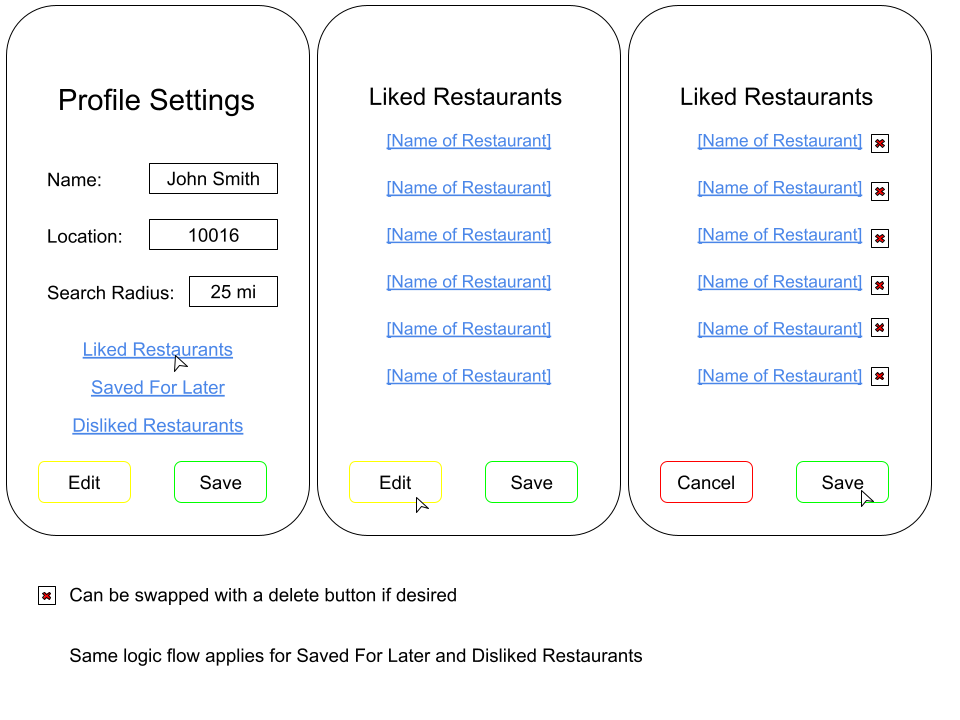 Profile Settings
Name: John Smith
Location: 10016
Search Radius: 25 mi
Liked Restaurants
Saved For Later
Disliked Restaurants
Edit Save
Liked Restaurants
[Name of Restaurant]
[Name of Restaurant]
[Name of Restaurant]
[Name of Restaurant]
[Name of Restaurant]
[Name of Restaurant]
Edit Save
Liked Restaurants
[Name of Restaurant]
[Name of Restaurant]
[Name of Restaurant]
[Name of Restaurant]
[Name of Restaurant]
[Name of Restaurant]
Cancel Save
Can be swapped with a delete button if desired
Same logic flow applies for Saved For Later and Disliked Restaurants